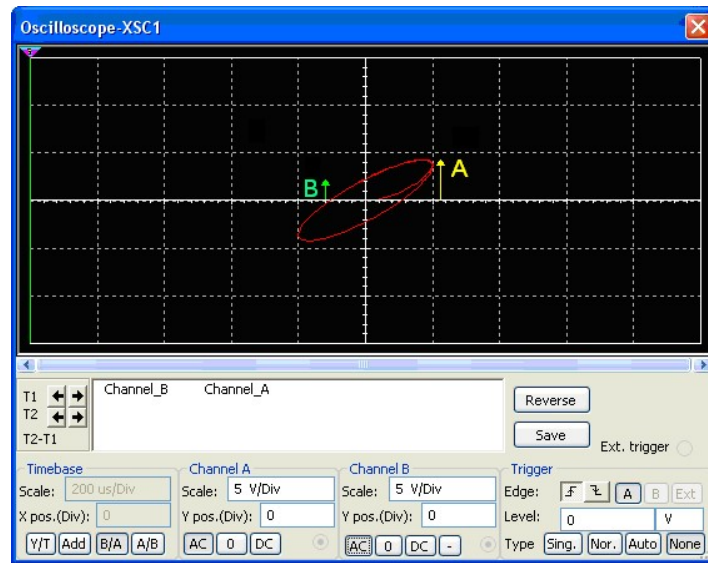 Oscilloscope-XSC1
B
A
T1
T2
T2-T1
Channel_B Channel_A
Reverse
Save
Ext. trigger
Timebase
Scale: 200 us/Div
X pos.(Div): 0
Y/T Add B/A A/B
Channel A
Scale: 5 V/Div
Y pos.(Div): 0
AC 0 DC
Channel B
Scale: 5 V/Div
Y pos.(Div): 0
AC 0 DC -
Trigger
Edge: A B Ext
Level: 0 V
Type Sing. Nor. Auto None